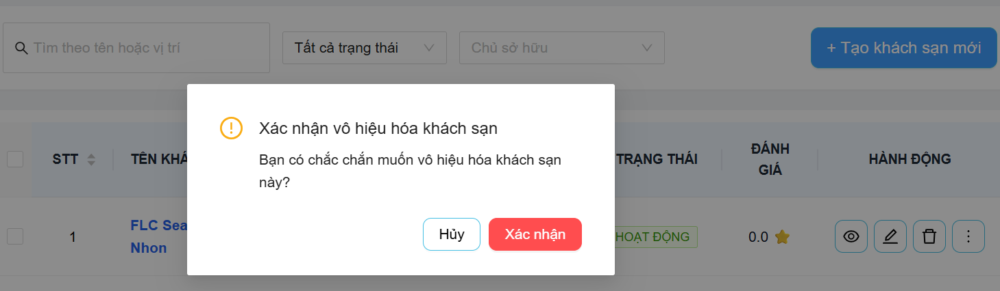 Tìm theo tên hoặc vị trí
Tất cả trạng thái
Chủ sở hữu
+ Tạo khách sạn mới
Xác nhận vô hiệu hóa khách sạn
Bạn có chắc chắn muốn vô hiệu hóa khách sạn
này?
Hủy
Xác nhận
STT
TÊN
TRẠNG THÁI
ĐÁNH
GIÁ
HÀNH ĐỘNG
1
FLC
Nhon
HOẠT ĐỘNG
0.0